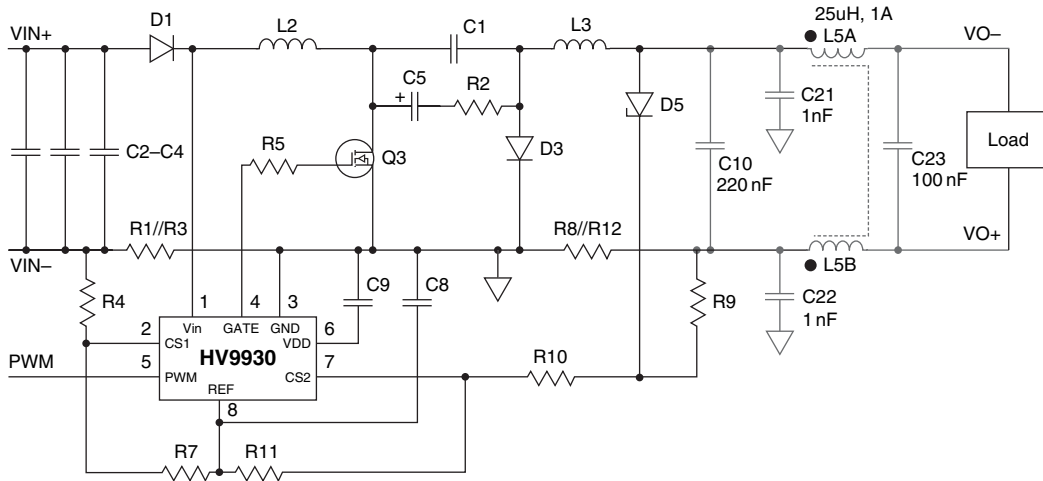 25uH, 1A
VIN+
D1
L2
C1
L3
L5A
VO–
C5
+
R2
D5
C21
1nF
C2–C4
R5
Q3
D3
C10
220 nF
C23
100 nF
Load
R1//R3
R8//R12
VO+
VIN–
L5B
R4
C9
C8
R9
C22
1 nF
1
4
3
2
Vin
GATE
GND
6
CS1
VDD
HV9930
PWM
5
7
R10
PWM
CS2
REF
8
R7
R11